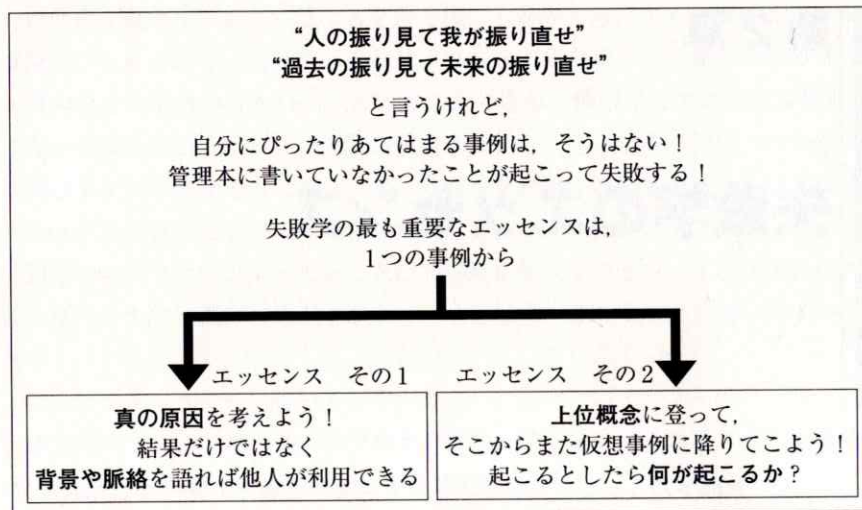 “人の振り見て我が振り直せ”
“過去の振り見て未来の振り直せ”
と言うけれど，
自分にぴったりあてはまる事例は，そうはない！
管理本に書いていなかったことが起こって失敗する！
失敗学の最も重要なエッセンスは，
1つの事例から
エッセンス　その1
真の原因を考えよう！
結果だけではなく
背景や脈絡を語れば他人が利用できる
エッセンス　その2
上位概念に登って，
そこからまた仮想事例に降りてこよう！
起こるとしたら何が起こるか？